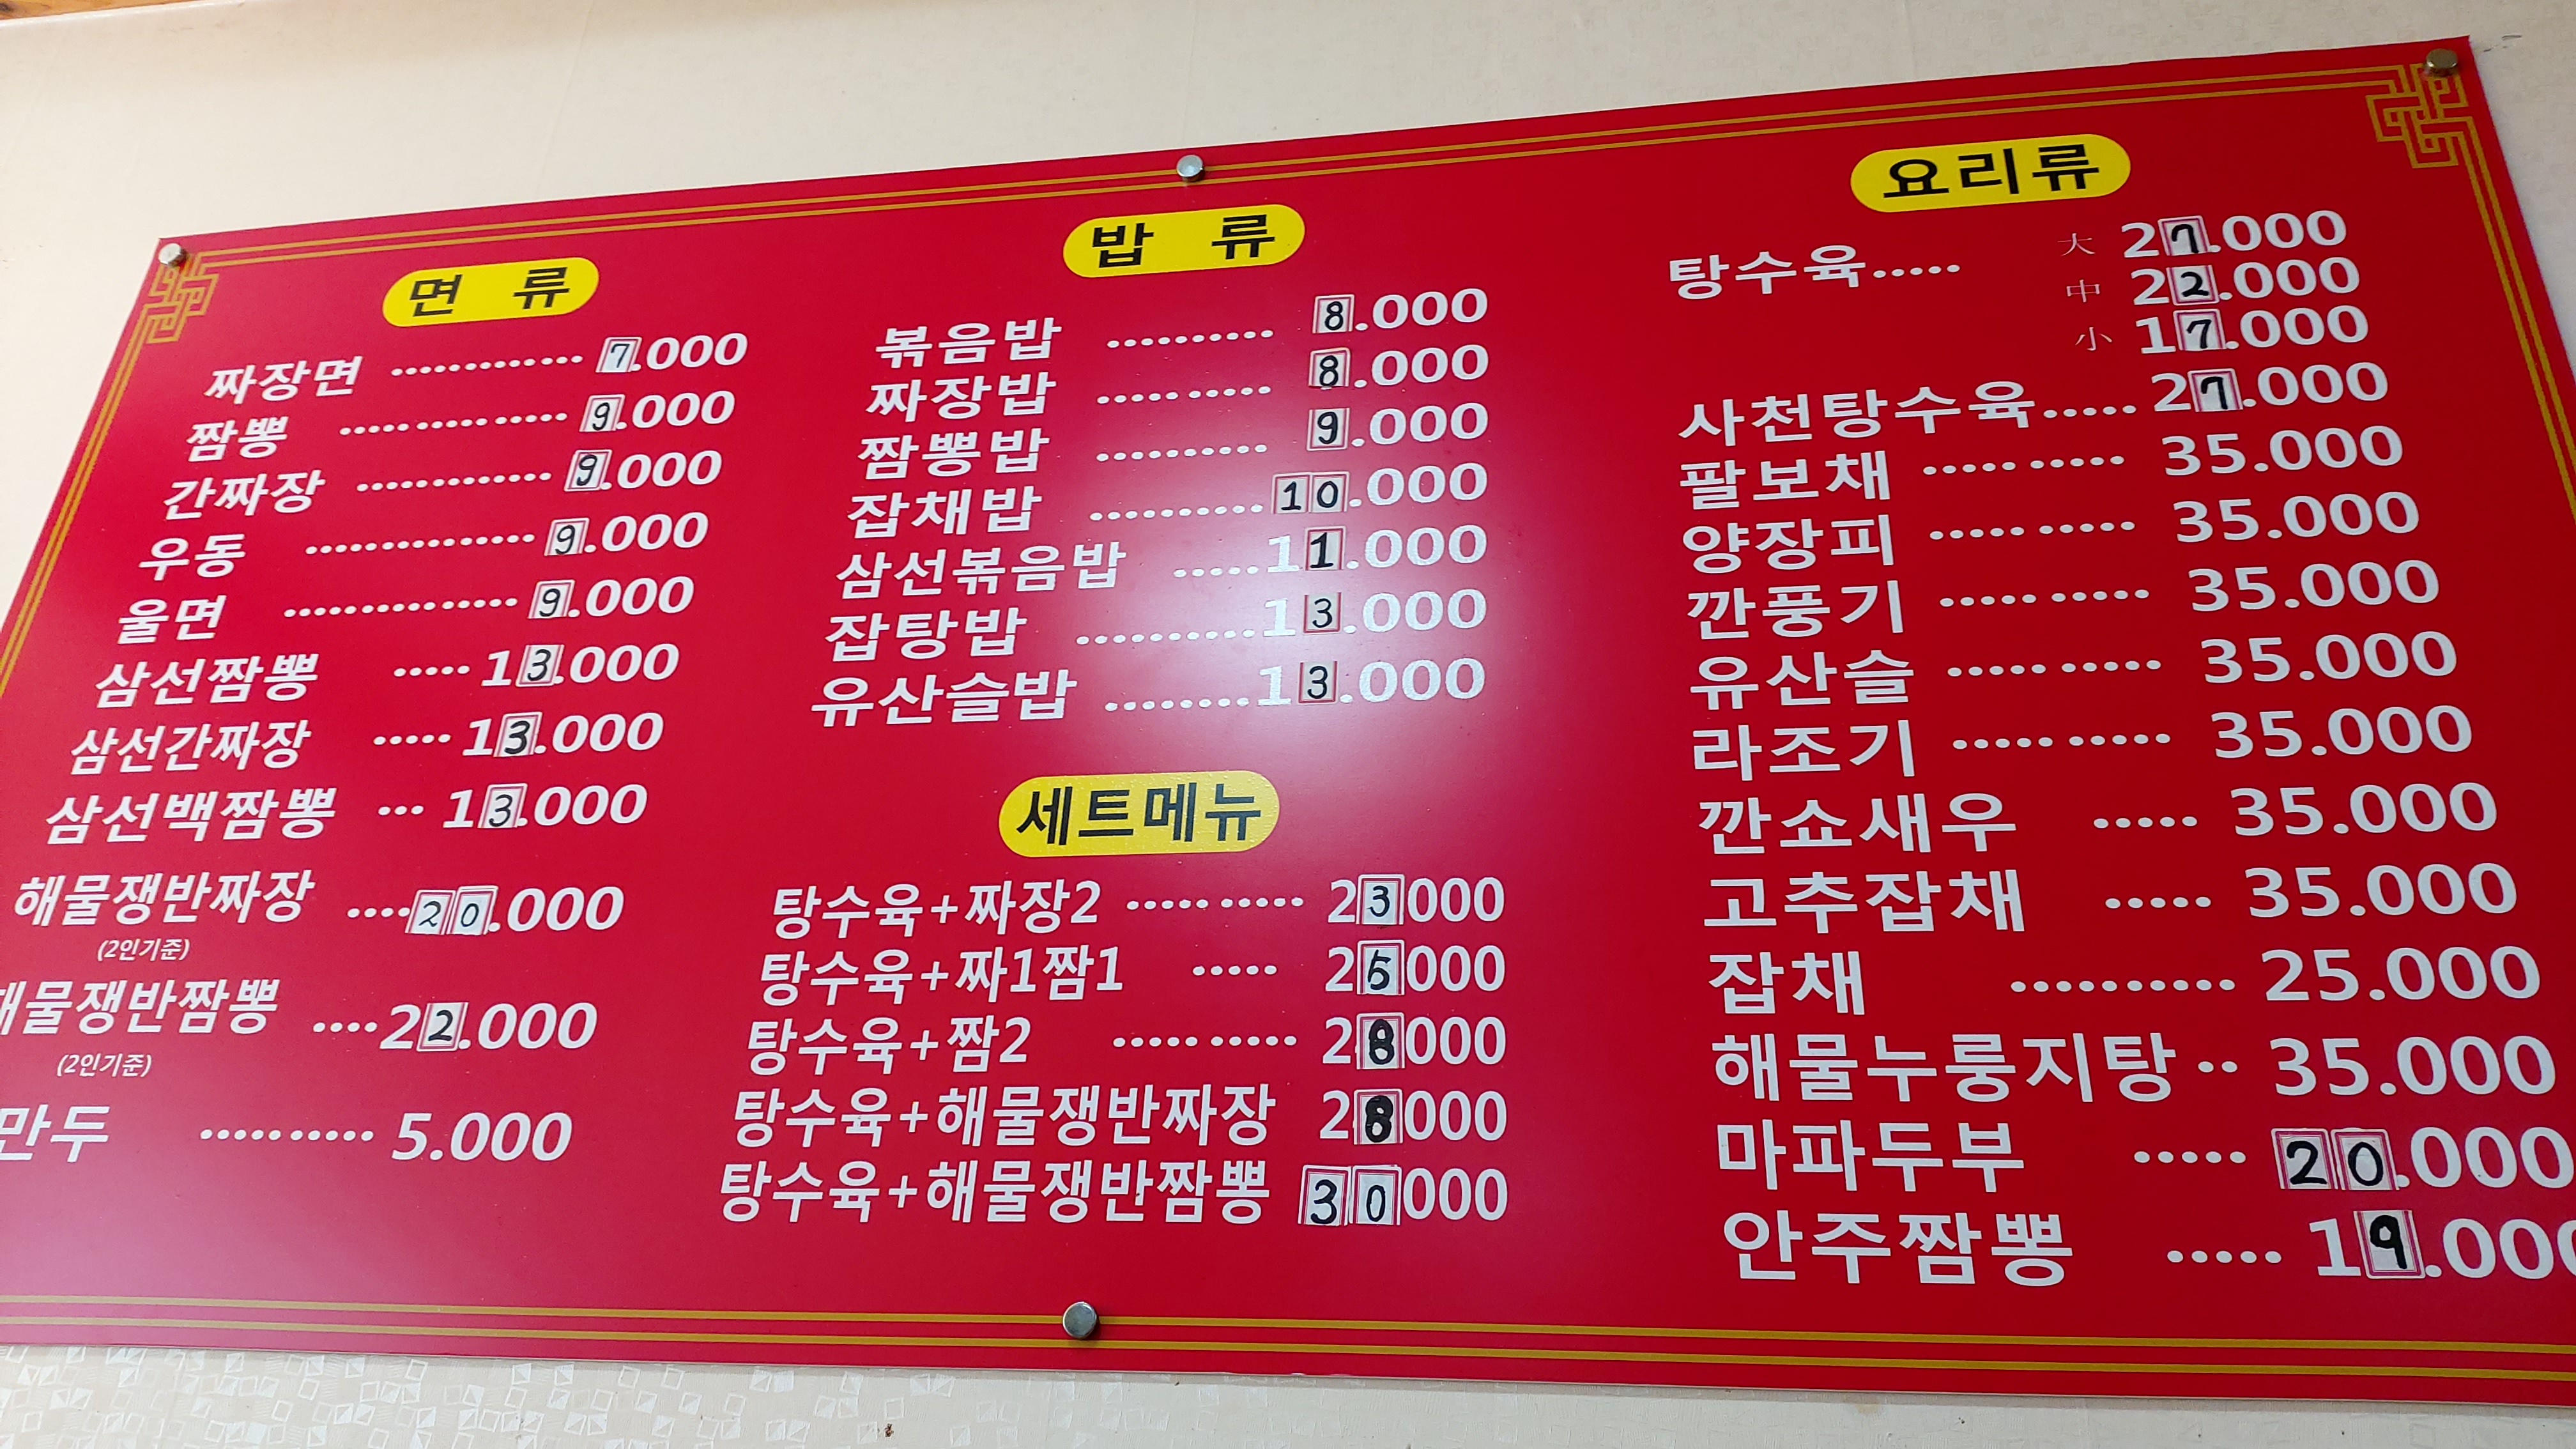 면 류
짜장면 ············· 7.000
짬뽕 ··············· 9.000
간짜장 ············· 9.000
우동 ··············· 9.000
울면 ··············· 9.000
삼선짬뽕 ····· 13.000
삼선간짜장 ····· 13.000
삼선백짬뽕 ··· 13.000
해물쟁반짜장 ····20.000
(2인기준)
해물쟁반짬뽕 ····22.000
(2인기준)
만두 ·········· 5.000
밥 류
볶음밥 ·········· 8.000
짜장밥 ·········· 8.000
짬뽕밥 ·········· 9.000
잡채밥 ··········10.000
삼선볶음밥 ·····11.000
잡탕밥 ··········13.000
유산슬밥 ········13.000
세트메뉴
탕수육+짜장2 ·········· 23000
탕수육+짜1짬1 ····· 25000
탕수육+짬2 ·········· 28000
탕수육+해물쟁반짜장 28000
탕수육+해물쟁반짬뽕 30000
요리류
탕수육····· 大 27.000
中 22.000
小 17.000
사천탕수육····· 27.000
팔보채 ·········· 35.000
양장피 ·········· 35.000
깐풍기 ·········· 35.000
유산슬 ·········· 35.000
라조기 ·········· 35.000
깐쇼새우 ····· 35.000
고추잡채 ····· 35.000
잡채 ·········· 25.000
해물누룽지탕 ·· 35.000
마파두부 ····· 20.000
안주짬뽕 ····· 19.000